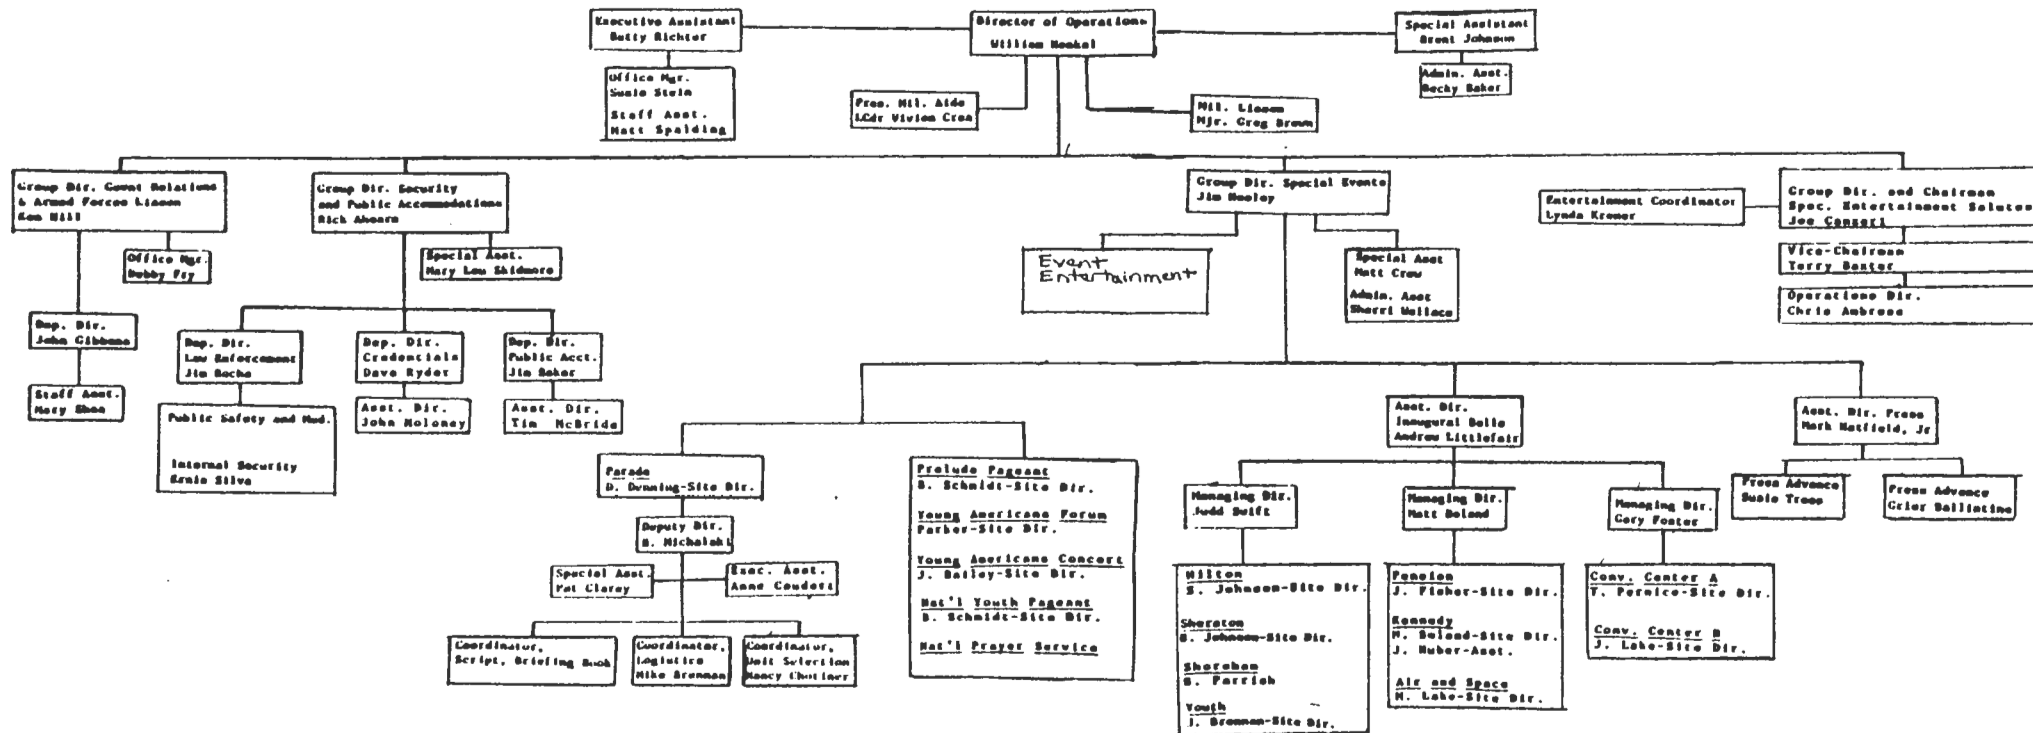 Executive Assistant
Betty Richter
Director of Operations
William Henkel
Special Assistant
Brent Johnson
Office Mgr.
Susie Stein
Staff Asst.
Matt Spalding
Pres. Mil. Aide
LCdr Vivien Crea
Mil. Liason
Mjr. Greg Brown
Admin. Asst.
Becky Baker
Group Dir. Govnt Relations
& Armed Forces Liason
Ken Hill
Group Dir. Security
and Public Accommodations
Rick Ahearn
Group Dir. Special Events
Jim Hooley
Entertainment Coordinator
Lynda Kremer
Group Dir. and Chairman
Spec. Entertainment Salutes
Joe Canzeri
Office Mgr.
Debby Fry
Special Asst.
Mary Lou Skidmore
Event
Entertainment
Special Asst
Matt Crow
Admin. Asst
Sherri Wallace
Vice-Chairman
Terry Baxter
Operations Dir.
Chris Ambrose
Dep. Dir.
John Gibbons
Dep. Dir.
Law Enforcement
Jim Rocha
Dep. Dir.
Credentials
Dave Ryder
Dep. Dir.
Public Acct.
Jim Baker
Staff Asst.
Mary Shea
Public Safety and Med.
Internal Security
Ernie Silva
Asst. Dir.
John Moloney
Asst. Dir.
Tim McBride
Asst. Dir.
Inaugural Balls
Andrew Littlefair
Asst. Dir. Press
Mark Hatfield, Jr
Parade
D. Denning-Site Dir.
Deputy Dir.
B. Michalski
Special Asst.
Pat Clarey
Exec. Asst.
Anne
Coordinator,
Script, Briefing Book
Coordinator,
Logistics
Mike Brennan
Coordinator,
Unit Selection
Nancy Chotiner
Prelude Pageant
B. Schmidt-Site Dir.
Young Americans Forum
Parker-Site Dir.
Young Americans Concert
J. Bailey-Site Dir.
Nat'l Youth Pageant
B. Schmidt-Site Dir.
Nat'l Prayer Service
Managing Dir.
Judd Swift
Managing Dir.
Matt Boland
Managing Dir.
Gary Foster
Press Advance
Susie Trees
Press Advance
Grier Ballintine
Hilton
S. Johnson-Site Dir.
Sheraton
B. Johnson-Site Dir.
Shoreham
B. Parrish
Youth
J. Brennan-Site Dir.
Pension
J. Fisher-Site Dir.
Kennedy
M. Boland-Site Dir.
J. Huber-Asst.
Air and Space
M. Lake-Site Dir.
Conv. Center A
T. Pernice-Site Dir.
Conv. Center B
J. Lake-Site Dir.